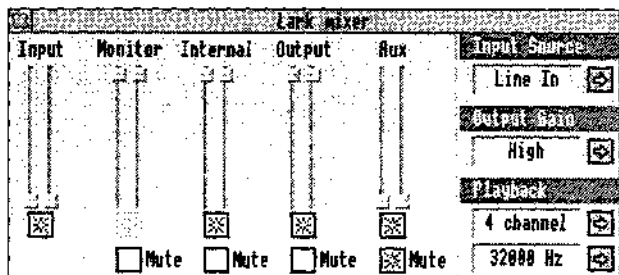 Lark mixer
Input Monitor Internal Output Aux
Input Source
Line In
Output Gain
High
Playback
4 channel
Mute Mute Mute Mute
32000 Hz